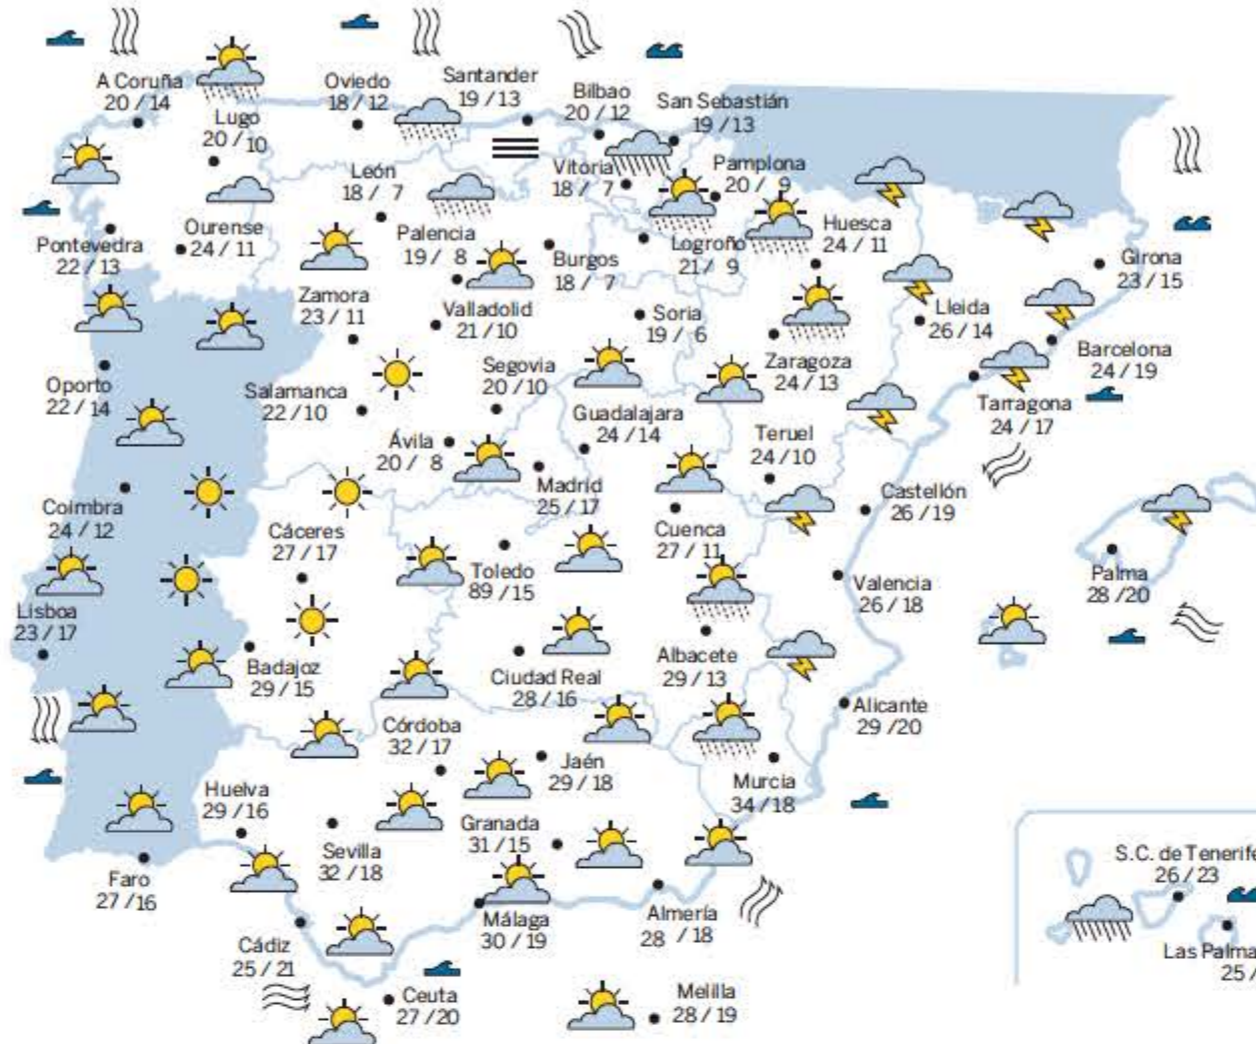 A Coruña
20 / 14
Lugo
20 / 10
Oviedo
18 / 12
Santander
19 / 13
Bilbao
20 / 12
San Sebastián
19 / 13
Vitoria
18 / 7
Pamplona
20 / 9
León
18 / 7
Pontevedra
22 / 13
Ourense
24 / 11
Palencia
19 / 8
Burgos
18 / 7
Logroño
21 / 9
Huesca
24 / 11
Girona
23 / 15
Zamora
23 / 11
Valladolid
21 / 10
Soria
19 / 6
Zaragoza
24 / 13
Lleida
26 / 14
Barcelona
24 / 19
Oporto
22 / 14
Salamanca
22 / 10
Segovia
20 / 10
Guadalajara
24 / 14
Tarragona
24 / 17
Ávila
20 / 8
Madrid
25 / 17
Teruel
24 / 10
Castellón
26 / 19
Coimbra
24 / 12
Cáceres
27 / 17
Toledo
89 / 15
Cuenca
27 / 11
Valencia
26 / 18
Palma
28 / 20
Lisboa
23 / 17
Badajoz
29 / 15
Ciudad Real
28 / 16
Albacete
29 / 13
Alicante
29 / 20
Córdoba
32 / 17
Jaén
29 / 18
Murcia
34 / 18
Huelva
29 / 16
Sevilla
32 / 18
Granada
31 / 15
Faro
27 / 16
Cádiz
25 / 21
Málaga
30 / 19
Almería
28 / 18
Ceuta
27 / 20
Melilla
28 / 19
S.C. de Tenerife
26 / 23
Las Palma
25 /